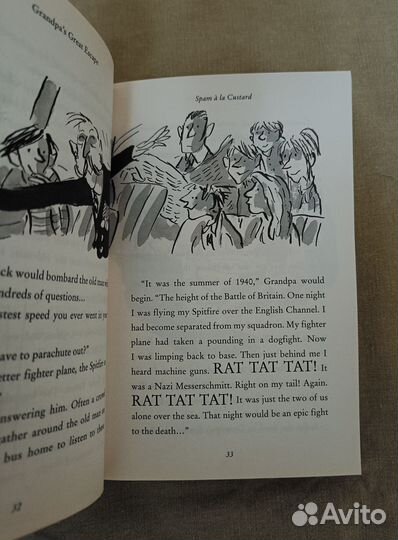 Grandpa's Great Escape
ck would bombard the old man
ndreds of questions...
stest speed you ever went in
ave to parachute out?"
etter fighter plane, the Spitfire
answering him. Often a crowd
gather around the old man
bus home to listen to these
32
Spam à la Custard
"It was the summer of 1940," Grandpa would
begin. "The height of the Battle of Britain. One night
I was flying my Spitfire over the English Channel. I
had become separated from my squadron. My fighter
plane had taken a pounding in a dogfight. Now
I was limping back to base. Then just behind me I
heard machine guns. RAT TAT TAT! It
was a Nazi Messerschmitt. Right on my tail! Again.
RAT TAT TAT! It was just the two of us
alone over the sea. That night would be an epic fight
to the death..."
33
Avito